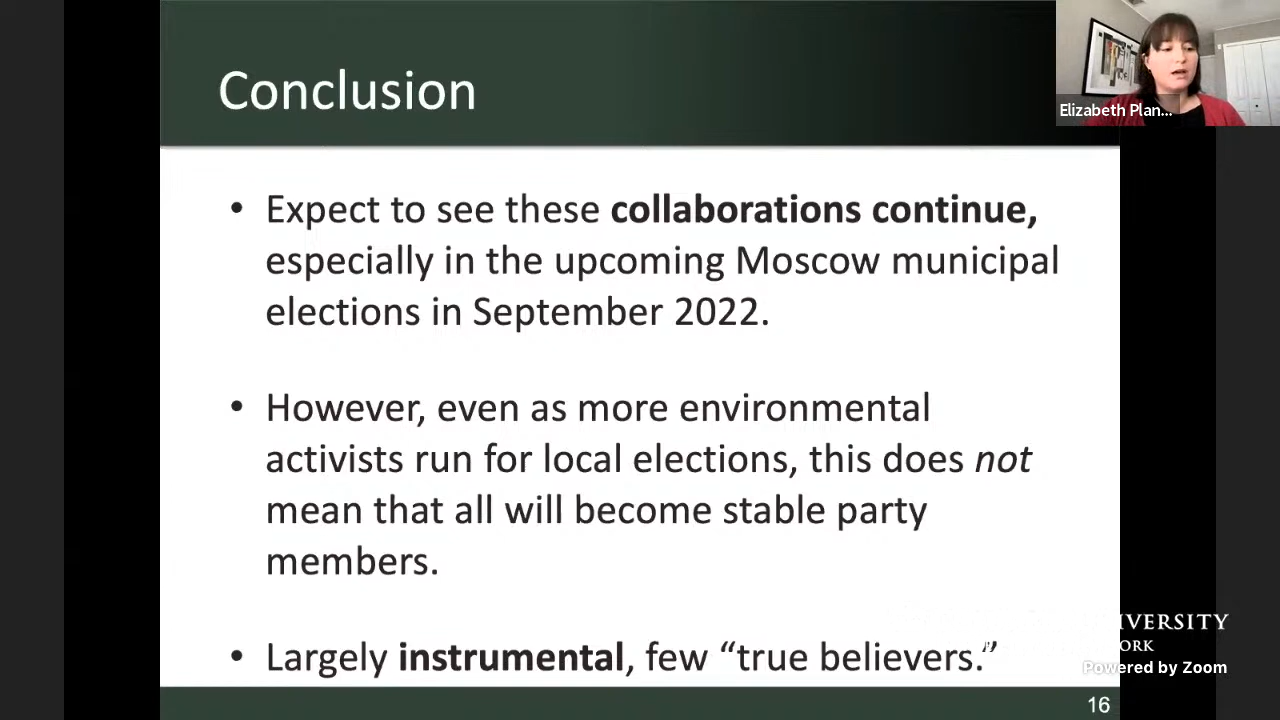 Conclusion
Elizabeth Plan...
• Expect to see these collaborations continue,
especially in the upcoming Moscow municipal
elections in September 2022.
• However, even as more environmental
activists run for local elections, this does not
mean that all will become stable party
members.
• Largely instrumental, few “true believers.”
IVERSITY
ORK
Powered by Zoom
16